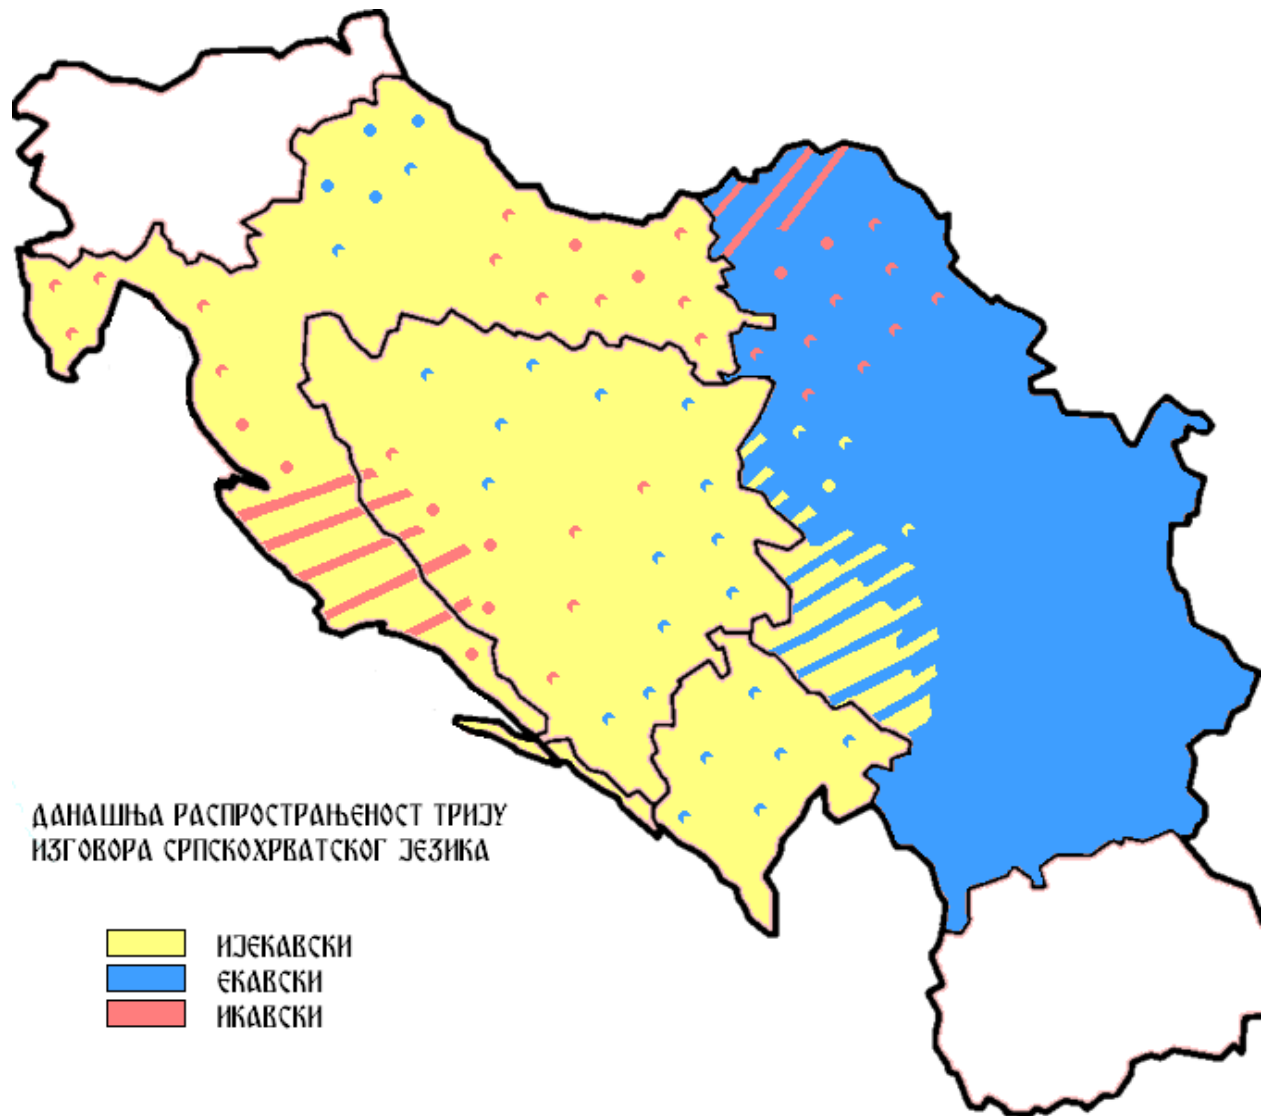 ДАНАШЊА РАСПРОСТРАЊЕНОСТ ТРИЈУ
ИЗГОВОРА СРПСКОХРВАТСКОГ ЈЕЗИКА
ИЈЕКАВСКИ
ЕКАВСКИ
ИКАВСКИ